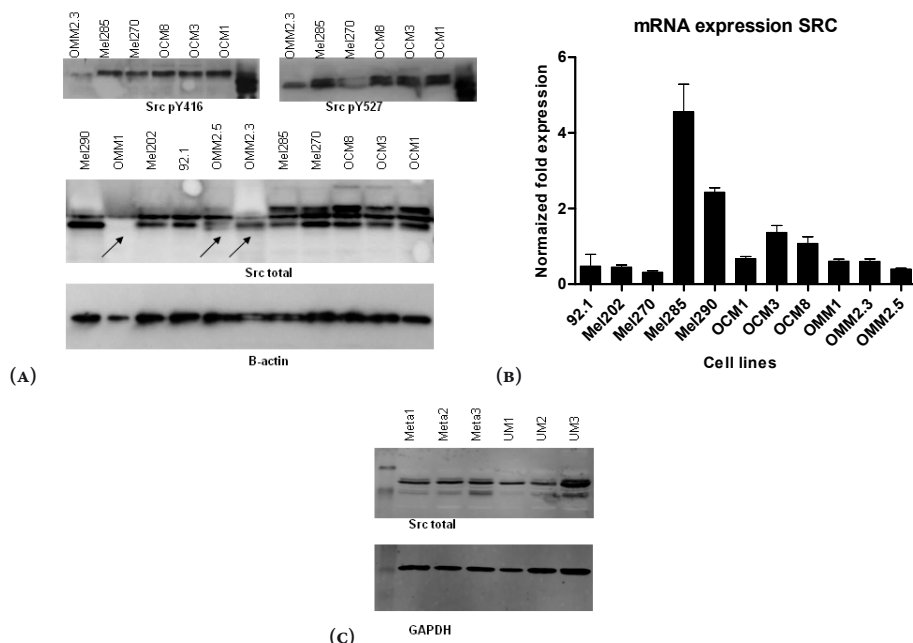 OMM2.3 Mel285 Mel270 OCM8 OCM3 OCM1
Src pY416
OMM2.3 Mel285 Mel270 OCM8 OCM3 OCM1
Src pY527
Mel290 OMM1 Mel202 92.1 OMM2.5 OMM2.3 Mel285 Mel270 OCM8 OCM3 OCM1
Src total
B-actin
(A)
mRNA expression SRC
Normaized fold expression
6
4
2
0
92.1 Mel202 Mel270 Mel285 Mel290 OCM1 OCM3 OCM8 OMM1 OMM2.3 OMM2.5
Cell lines
(B)
Meta1 Meta2 Meta3 UM1 UM2 UM3
Src total
GAPDH
(C)